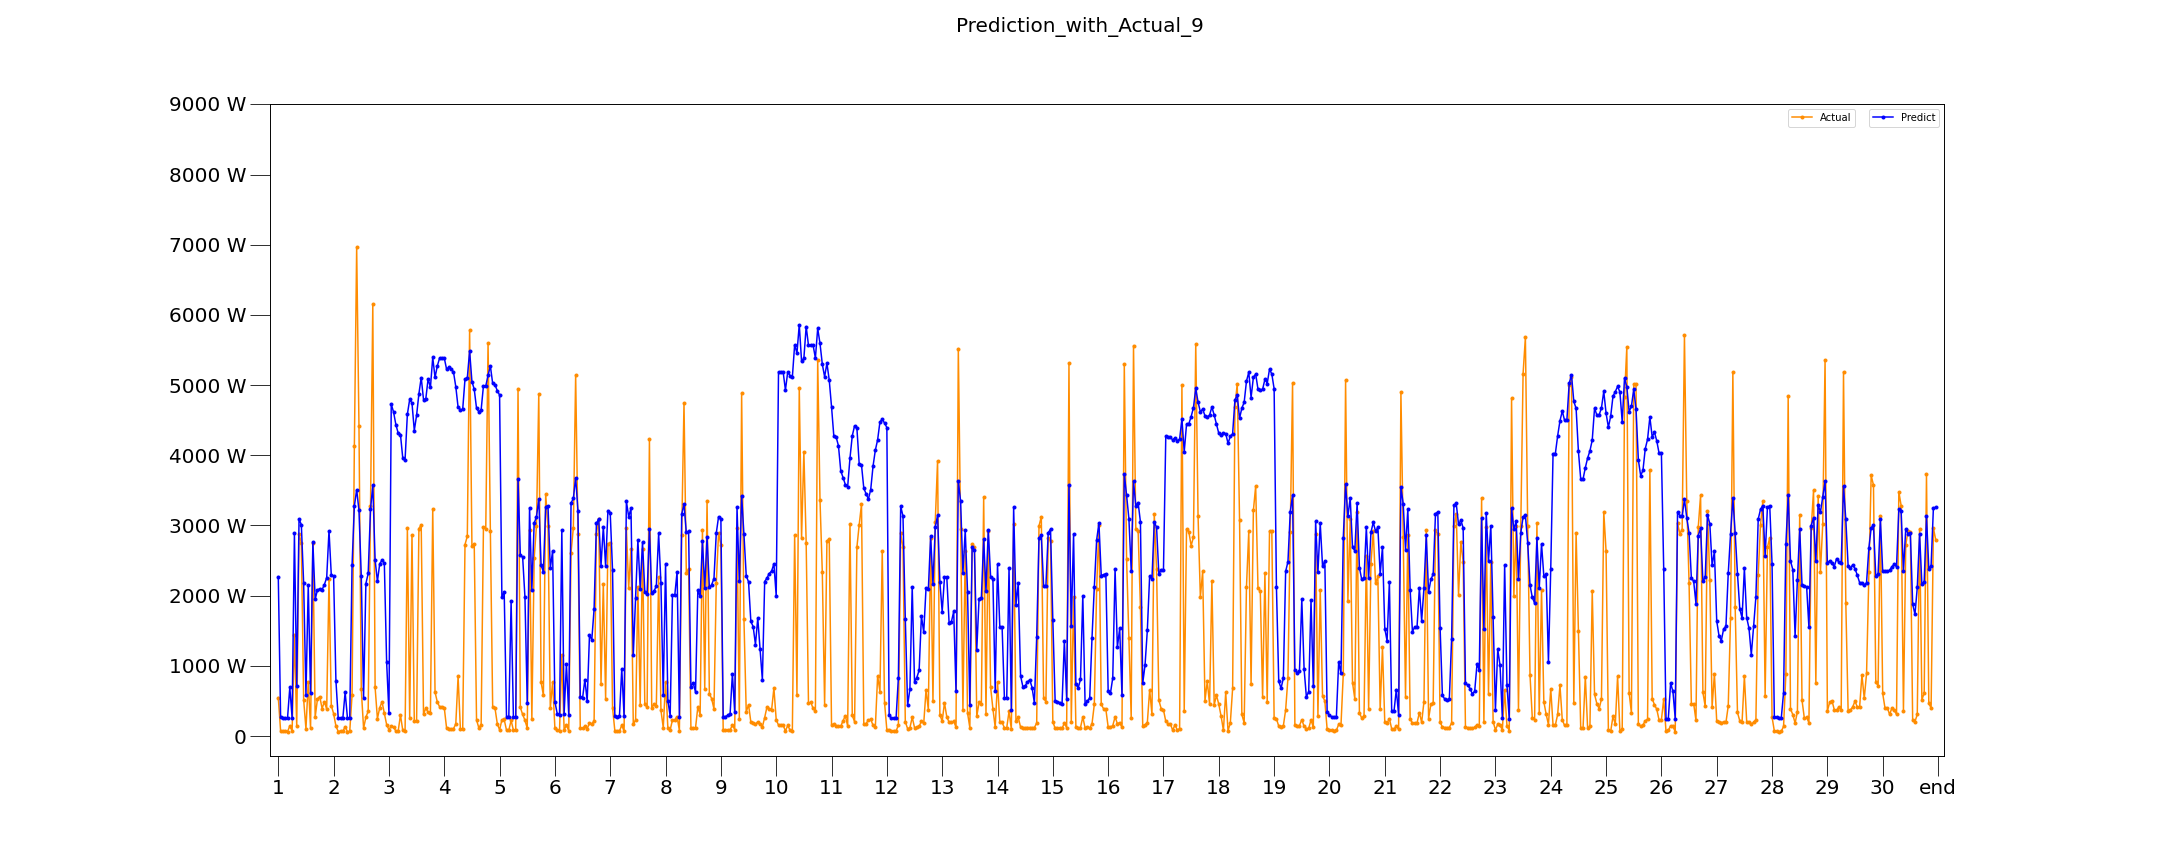 Prediction_with_Actual_9
Actual Predict
9000 W
8000 W
7000 W
6000 W
5000 W
4000 W
3000 W
2000 W
1000 W
0
1 2 3 4 5 6 7 8 9 10 11 12 13 14 15 16 17 18 19 20 21 22 23 24 25 26 27 28 29 30 end